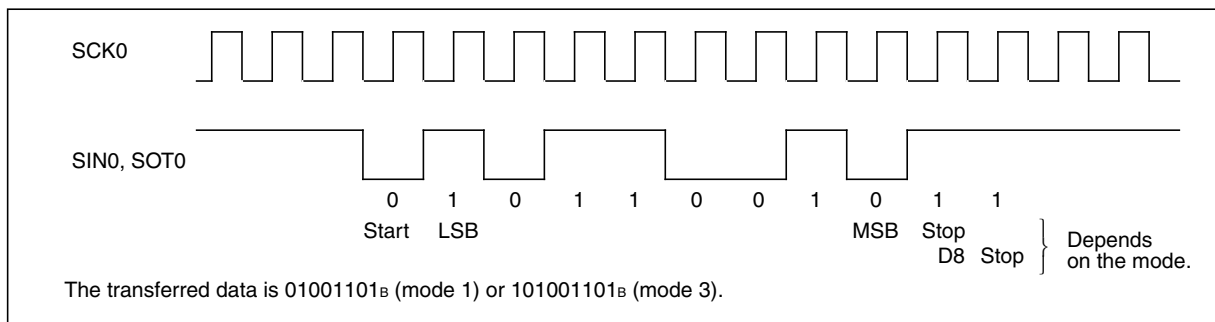 SCK0
SIN0, SOT0
0 1 0 1 1 0 0 1 0 1 1
Start LSB MSB Stop
D8 Stop
Depends
on the mode.
The transferred data is 01001101B (mode 1) or 101001101B (mode 3).